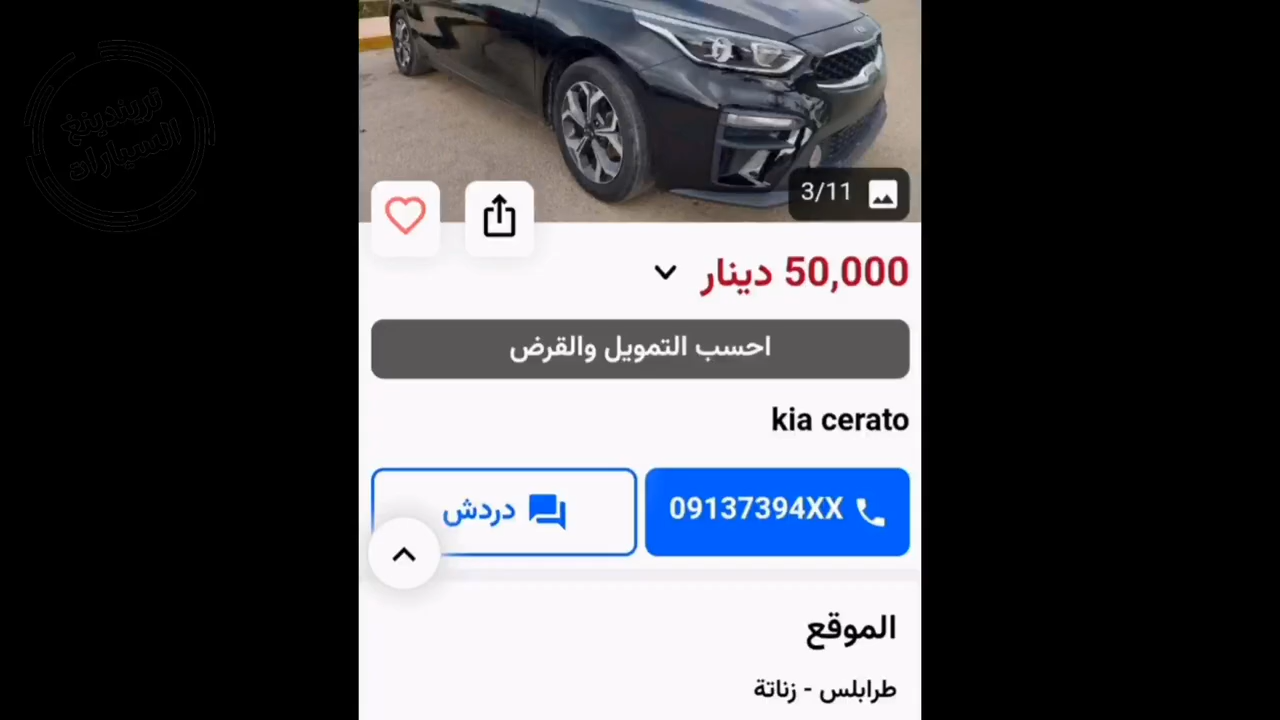 تريندينغ
السيارات
3/11
50,000 دينار
احسب التمويل والقرض
kia cerato
09137394XX
دردش
الموقع
طرابلس - زناتة